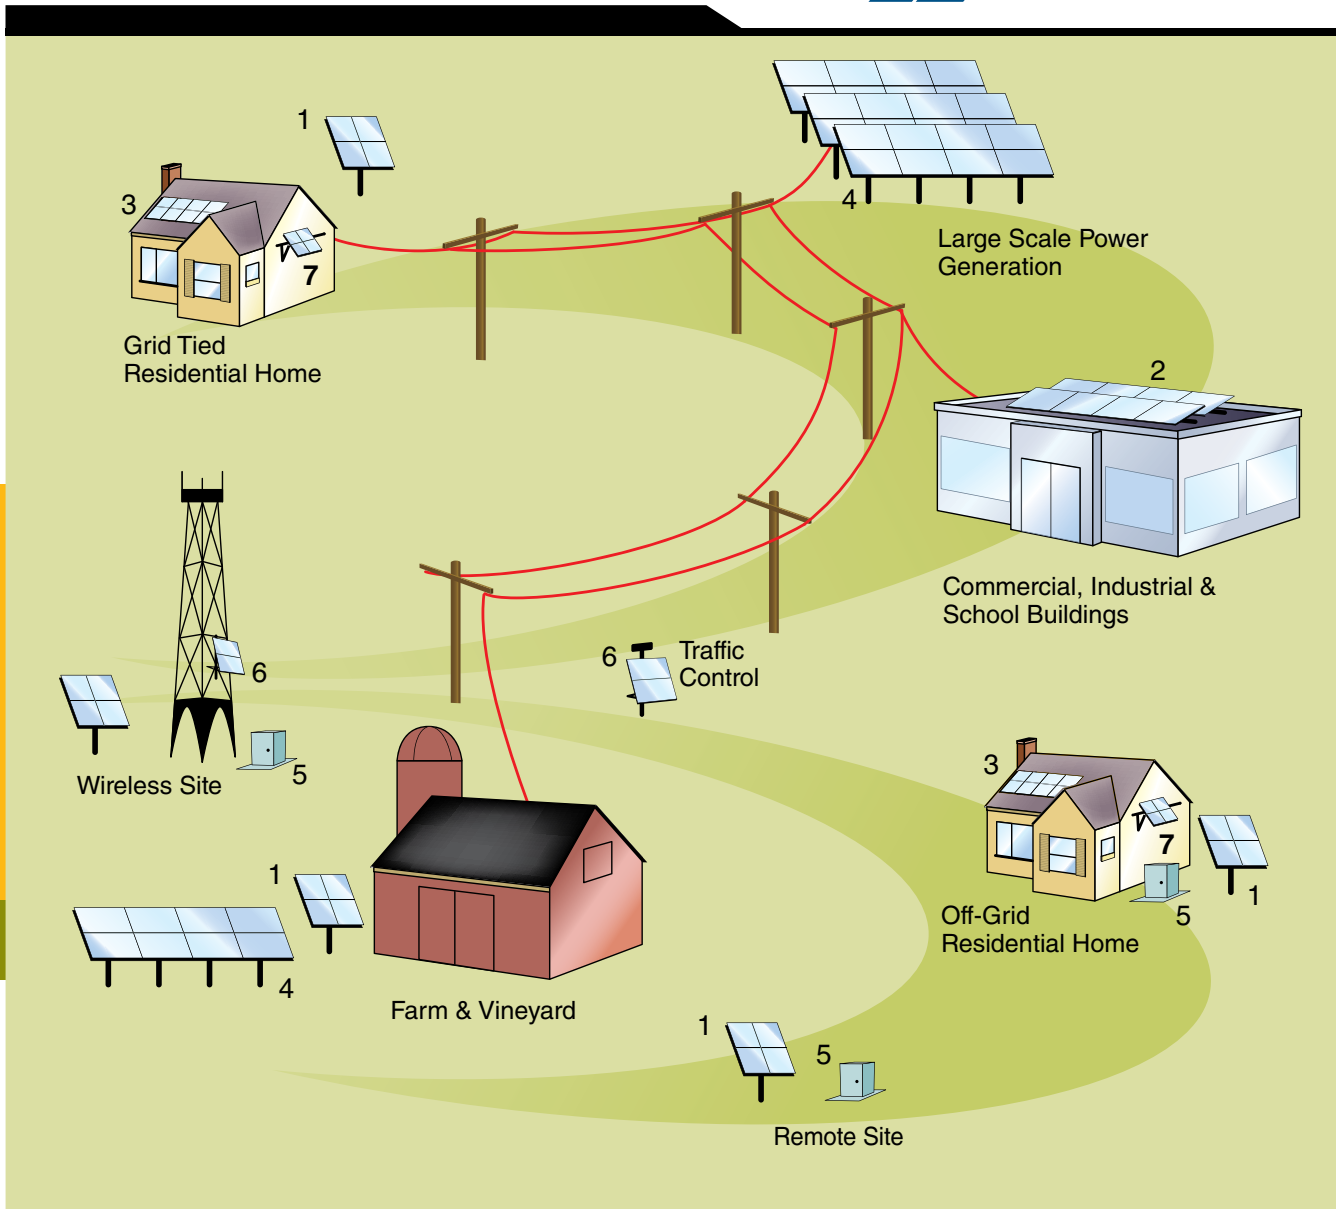 1
3
7
Grid Tied
Residential Home
4
Large Scale Power
Generation
2
Commercial, Industrial &
School Buildings
6
5
Wireless Site
6
Traffic
Control
3
7
1
5
Off-Grid
Residential Home
1
4
Farm & Vineyard
1
5
Remote Site